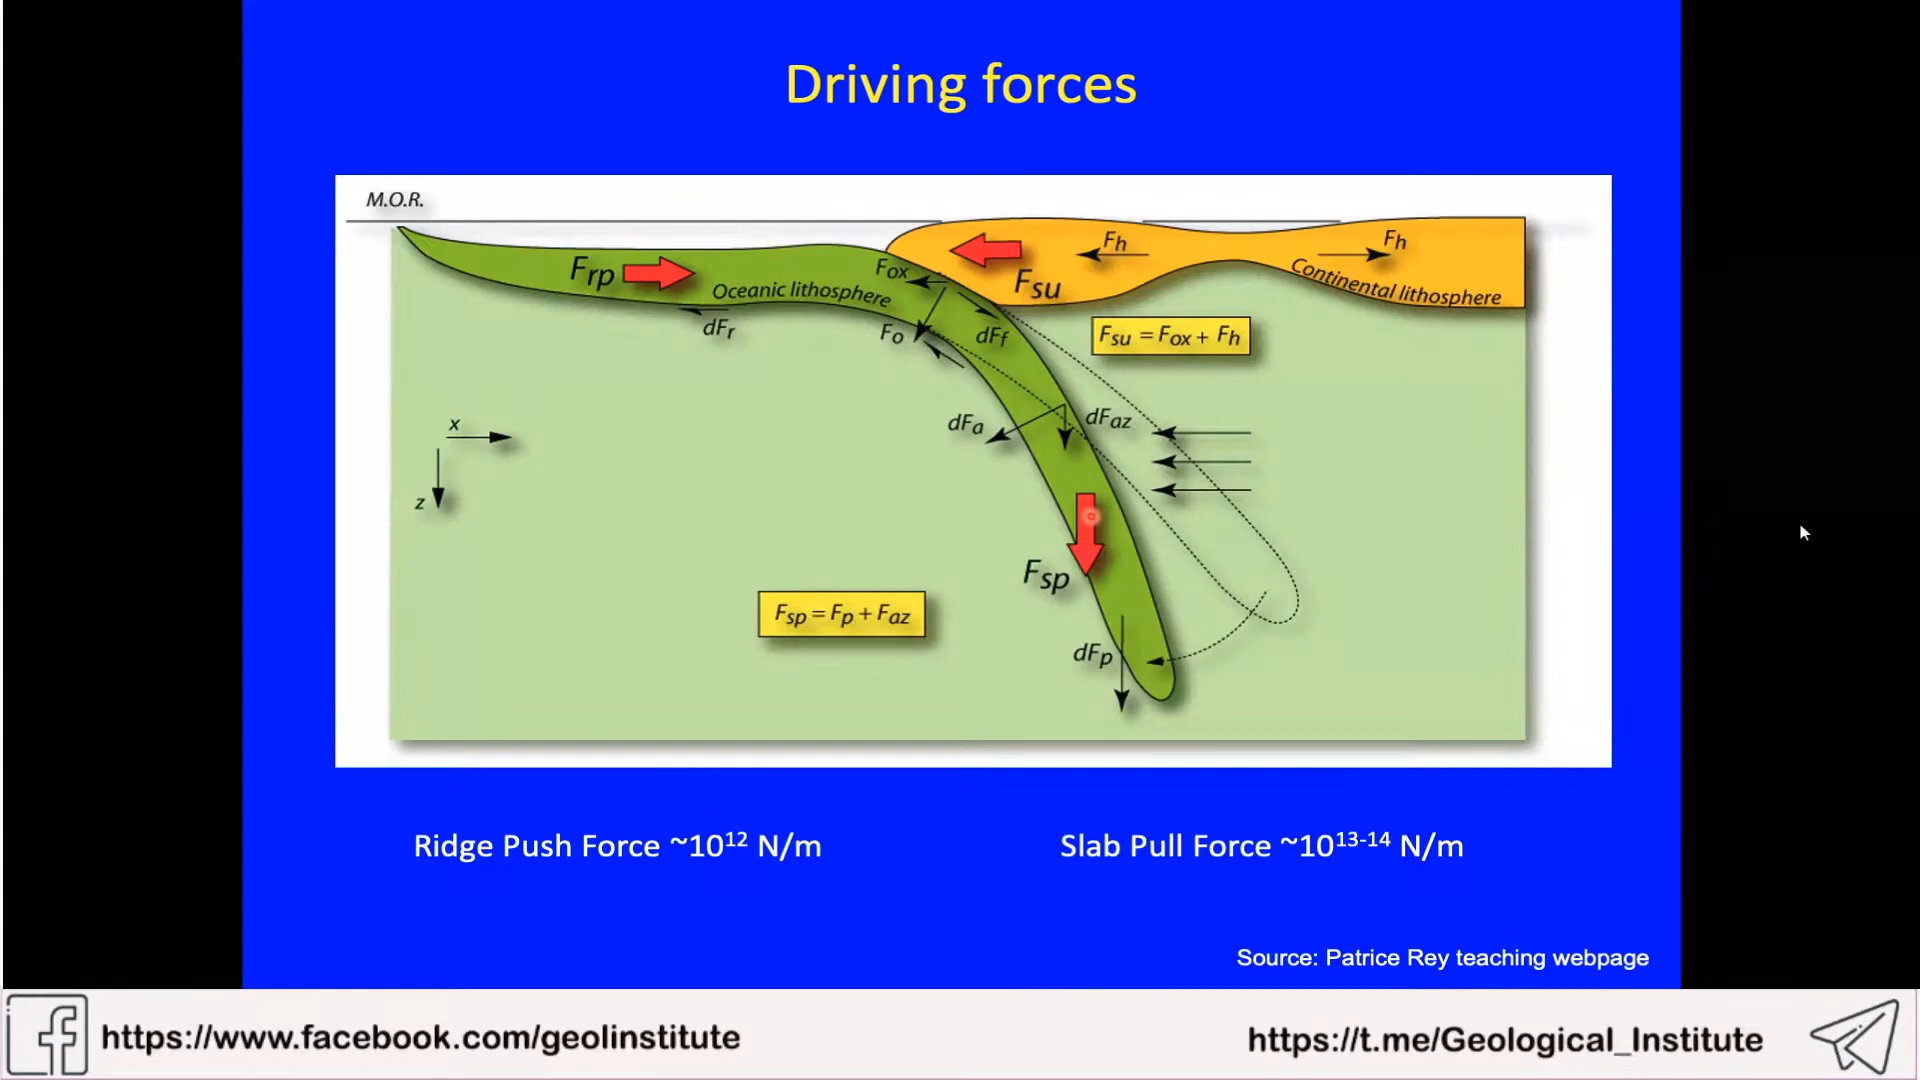 Driving forces
M.O.R.
Frp
Oceanic lithosphere
dFr
Fox
Fo
dFf
Fsu
Fh
Fh
Continental lithosphere
Fsu = Fox + Fh
x
z
dFa
dFaz
Fsp
Fsp = Fp + Faz
dFp
Ridge Push Force ~10¹² N/m
Slab Pull Force ~10¹³⁻¹⁴ N/m
Source: Patrice Rey teaching webpage
https://www.facebook.com/geolinstitute
https://t.me/Geological_Institute